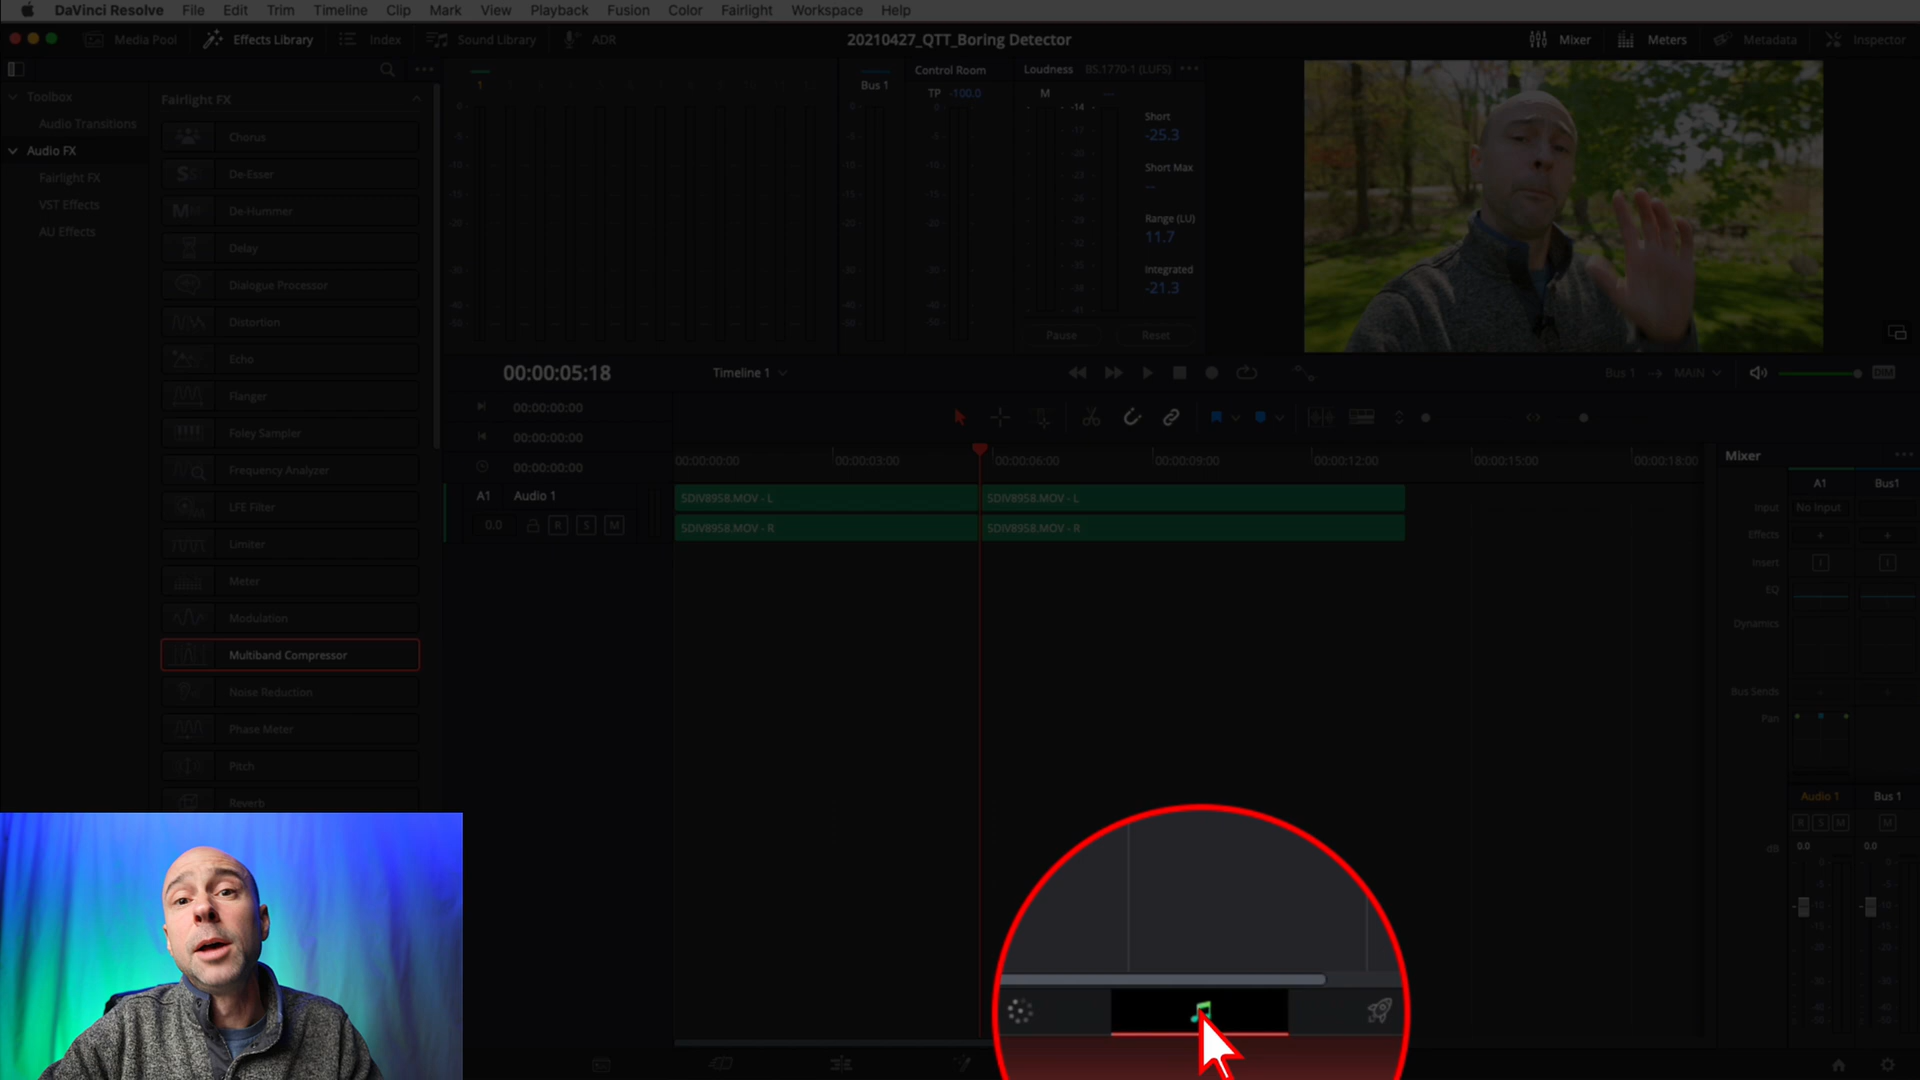 DaVinci Resolve File Edit Trim Timeline Clip Mark View Playback Fusion Color Fairlight Workspace Help
Media Pool Effects Library Index Sound Library ADR 20210427_QTT_Boring Detector Mixer Meters Metadata Inspector
Toolbox
Audio Transitions
Audio FX
Fairlight FX
VST Effects
AU Effects
Fairlight FX
Chorus
De-Esser
De-Hummer
Delay
Dialogue Processor
Distortion
Echo
Flanger
Foley Sampler
Frequency Analyzer
LFE Filter
Limiter
Meter
Modulation
Multiband Compressor
Noise Reduction
Phase Meter
Pitch
Reverb
1
Bus 1
Control Room
TP -100.0
Loudness BS.1770-1 (LUFS)
M
-14
Short
-25.3
Short Max
--
Range (LU)
11.7
Integrated
-21.3
Pause Reset
00:00:05:18 Timeline 1 Bus 1 MAIN DIM
00:00:00:00
00:00:00:00
00:00:00:00
00:00:00:00 00:00:03:00 00:00:06:00 00:00:09:00 00:00:12:00 00:00:15:00 00:00:18:00
A1 Audio 1
0.0 R S M
SDIV8958.MOV - L SDIV8958.MOV - L
SDIV8958.MOV - R SDIV8958.MOV - R
Mixer
A1 Bus1
Input No Input
Effects
Insert
EQ
Dynamics
Bus Sends
Pan
Audio 1 Bus 1
R S M M
dB 0.0 0.0